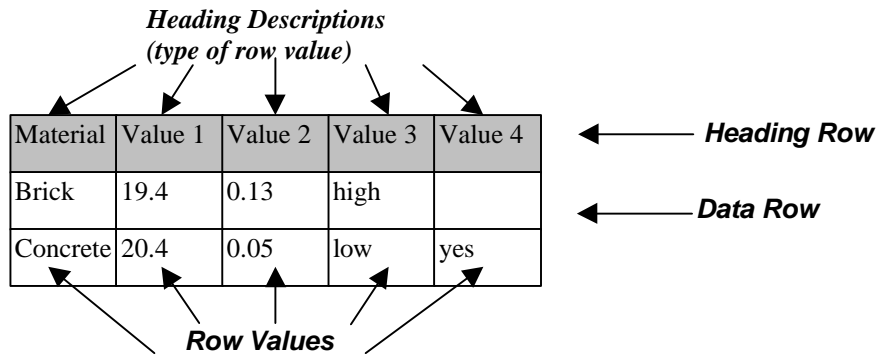 Heading Descriptions
(type of row value)
Material Value 1 Value 2 Value 3 Value 4
Heading Row
Brick 19.4 0.13 high
Data Row
Concrete 20.4 0.05 low yes
Row Values